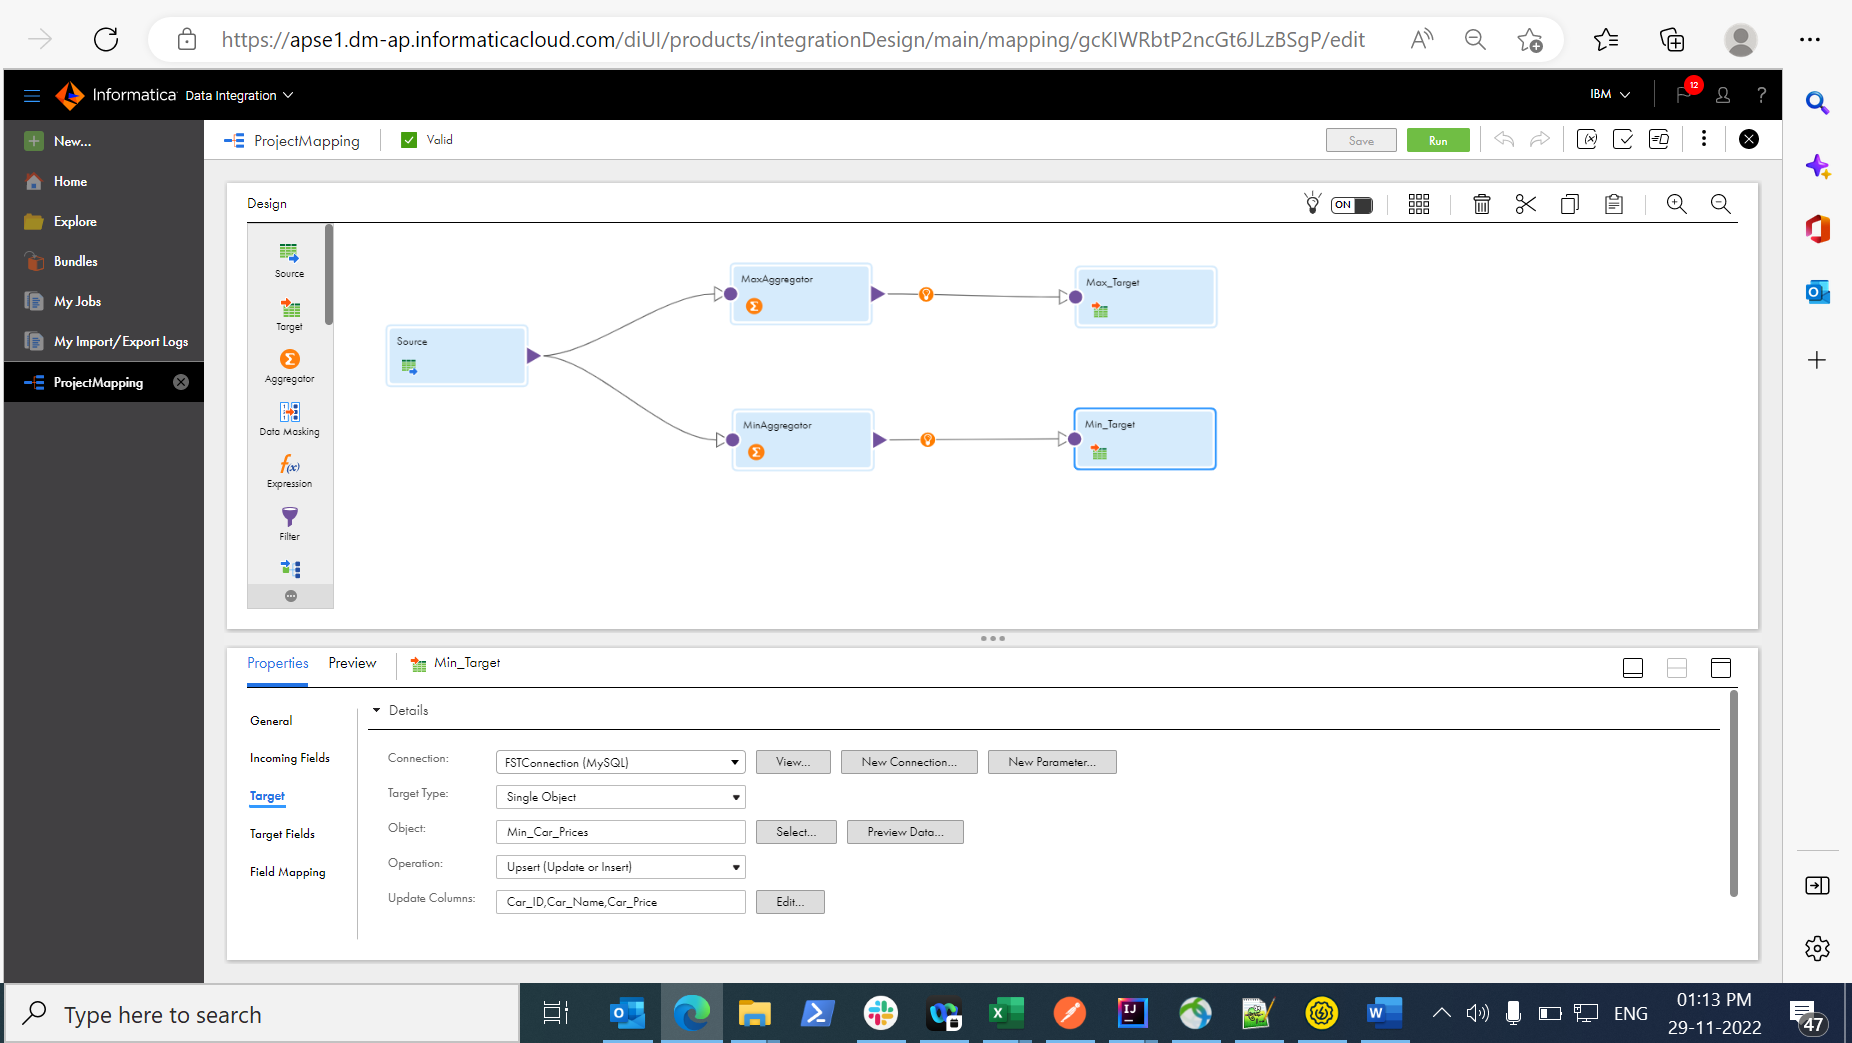 https://apse1.dm-ap.informaticacloud.com/diUI/products/integrationDesign/main/mapping/gcKIWRbtP2ncGt6JLzBSgP/edit
Informatica Data Integration
IBM
12
?
New...
Home
Explore
Bundles
My Jobs
My Import/Export Logs
ProjectMapping
ProjectMapping
Valid
Save
Run
Design
ON
Source
Target
Aggregator
Data Masking
f(x)
Expression
Filter
Source
MaxAggregator
Max_Target
MinAggregator
Min_Target
Properties
Preview
Min_Target
General
Incoming Fields
Target
Target Fields
Field Mapping
Details
Connection:
FSTConnection (MySQL)
View...
New Connection...
New Parameter...
Target Type:
Single Object
Object:
Min_Car_Prices
Select...
Preview Data...
Operation:
Upsert (Update or Insert)
Update Columns:
Car_ID,Car_Name,Car_Price
Edit...
Type here to search
ENG
01:13 PM
29-11-2022
47